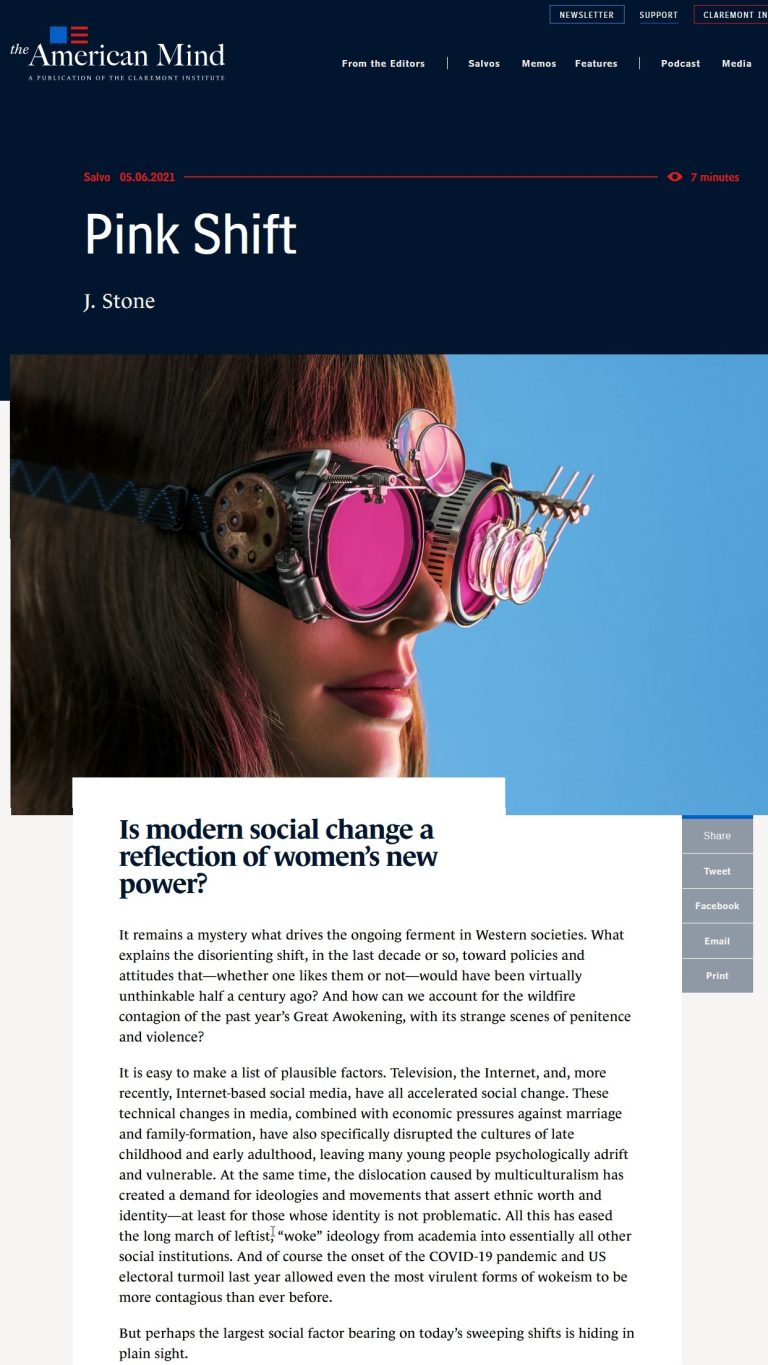 NEWSLETTER SUPPORT CLAREMONT IN
the American Mind
A PUBLICATION OF THE CLAREMONT INSTITUTE
From the Editors Salvos Memos Features Podcast Media
Salvo 05.06.2021 7 minutes
Pink Shift
J. Stone
Is modern social change a
reflection of women’s new
power?
Share
Tweet
Facebook
Email
Print
It remains a mystery what drives the ongoing ferment in Western societies. What
explains the disorienting shift, in the last decade or so, toward policies and
attitudes that—whether one likes them or not—would have been virtually
unthinkable half a century ago? And how can we account for the wildfire
contagion of the past year’s Great Awokening, with its strange scenes of penitence
and violence?
It is easy to make a list of plausible factors. Television, the Internet, and, more
recently, Internet-based social media, have all accelerated social change. These
technical changes in media, combined with economic pressures against marriage
and family-formation, have also specifically disrupted the cultures of late
childhood and early adulthood, leaving many young people psychologically adrift
and vulnerable. At the same time, the dislocation caused by multiculturalism has
created a demand for ideologies and movements that assert ethnic worth and
identity—at least for those whose identity is not problematic. All this has eased
the long march of leftist, “woke” ideology from academia into essentially all other
social institutions. And of course the onset of the COVID-19 pandemic and US
electoral turmoil last year allowed even the most virulent forms of wokeism to be
more contagious than ever before.
But perhaps the largest social factor bearing on today’s sweeping shifts is hiding in
plain sight.